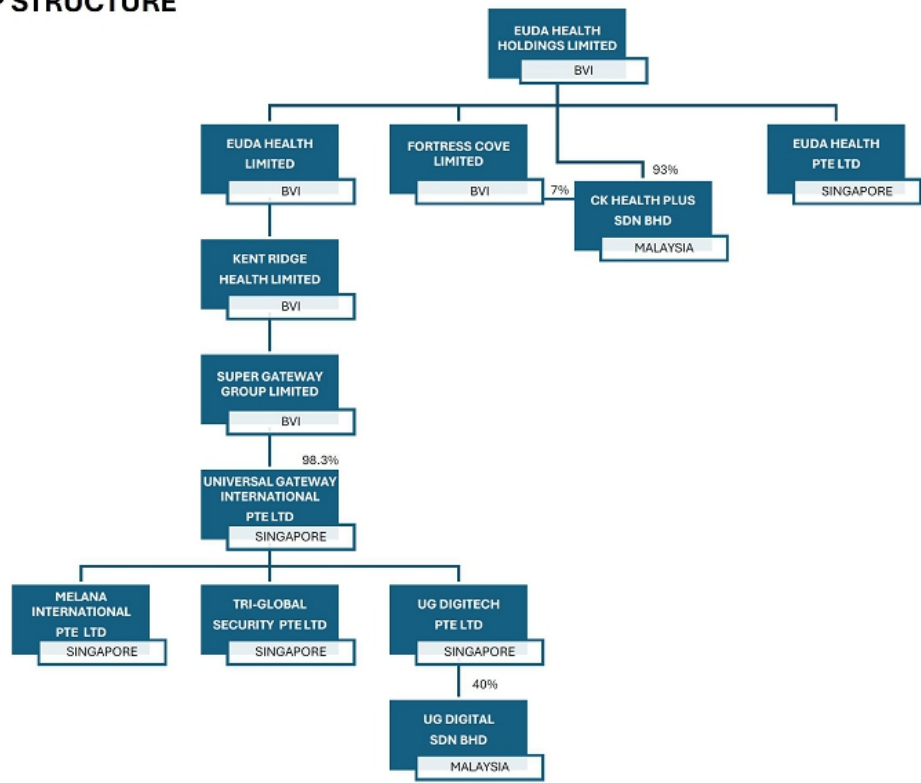 STRUCTURE
EUDA HEALTH
HOLDINGS LIMITED
BVI
EUDA HEALTH
LIMITED
BVI
FORTRESS COVE
LIMITED
BVI
7%
93%
CK HEALTH PLUS
SDN BHD
MALAYSIA
EUDA HEALTH
PTE LTD
SINGAPORE
KENT RIDGE
HEALTH LIMITED
BVI
SUPER GATEWAY
GROUP LIMITED
BVI
98.3%
UNIVERSAL GATEWAY
INTERNATIONAL
PTE LTD
SINGAPORE
MELANA
INTERNATIONAL
PTE LTD
SINGAPORE
TRI-GLOBAL
SECURITY PTE LTD
SINGAPORE
UG DIGITECH
PTE LTD
SINGAPORE
40%
UG DIGITAL
SDN BHD
MALAYSIA